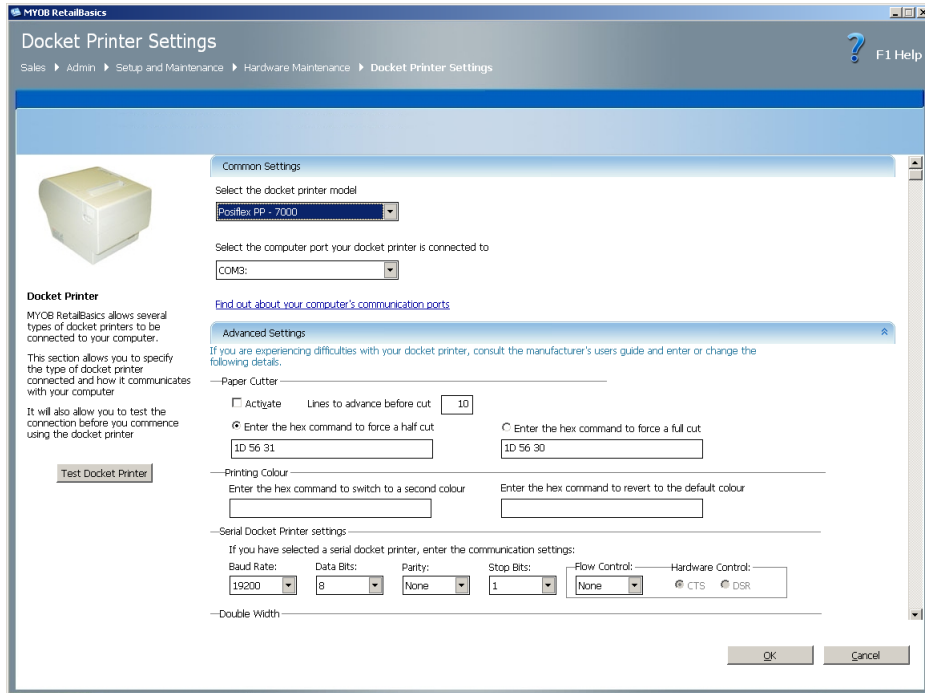 MYOB RetailBasics
Docket Printer Settings
F1 Help
Sales Admin Setup and Maintenance Hardware Maintenance Docket Printer Settings
Common Settings
Select the docket printer model
Posiflex PP - 7000
Select the computer port your docket printer is connected to
COM3:
Find out about your computer's communication ports
Docket Printer
MYOB RetailBasics allows several
types of docket printers to be
connected to your computer.
This section allows you to specify
the type of docket printer
connected and how it communicates
with your computer
It will also allow you to test the
connection before you commence
using the docket printer
Test Docket Printer
Advanced Settings
If you are experiencing difficulties with your docket printer, consult the manufacturer's users guide and enter or change the
following details.
Paper Cutter
Activate Lines to advance before cut 10
Enter the hex command to force a half cut Enter the hex command to force a full cut
1D 56 31 1D 56 30
Printing Colour
Enter the hex command to switch to a second colour Enter the hex command to revert to the default colour
Serial Docket Printer settings
If you have selected a serial docket printer, enter the communication settings:
Baud Rate: Data Bits: Parity: Stop Bits: Flow Control: Hardware Control:
19200 8 None 1 None CTS DSR
Double Width
OK Cancel